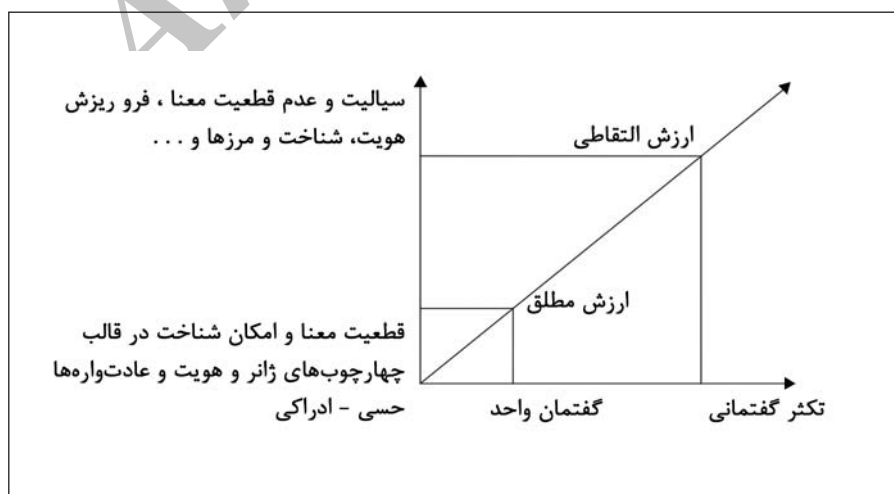 سیالیت و عدم قطعیت معنا ، فرو ریزش
هویت، شناخت و مرزها و . . .
ارزش التقاطی
ارزش مطلق
قطعیت معنا و امکان شناخت در قالب
چهارچوب‌های ژانر و هویت و عادت‌واره‌ها
حسی - ادراکی
گفتمان واحد
تکثر گفتمانی